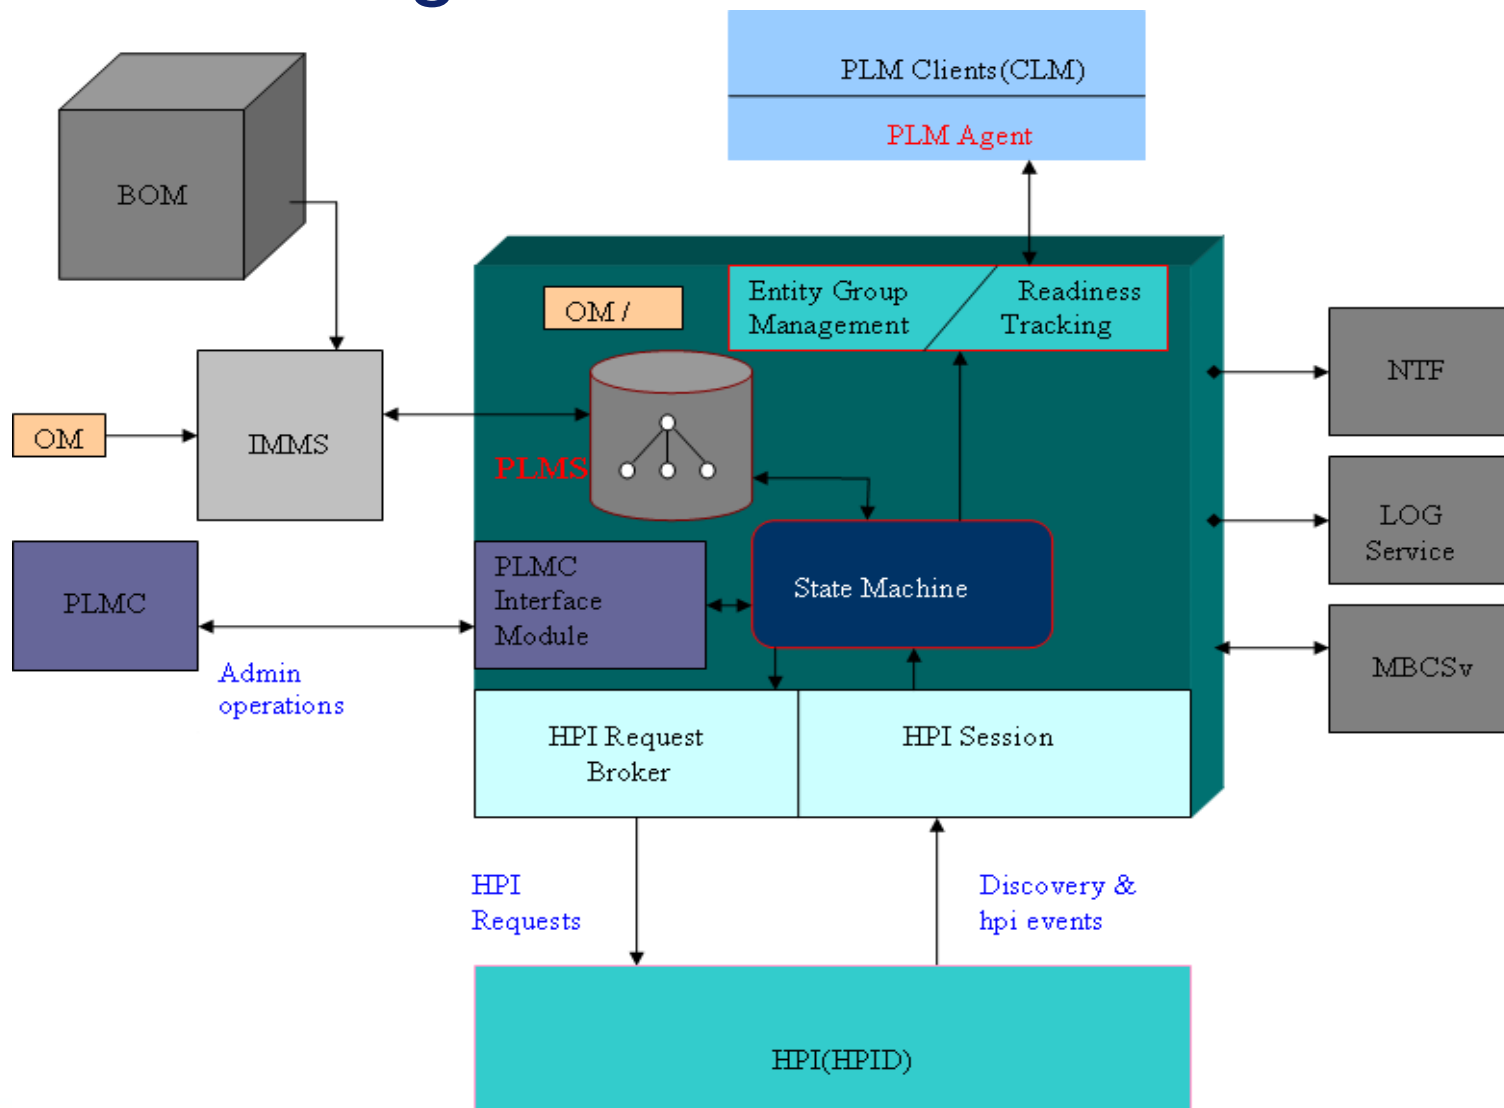 PLM Clients(CLM)
PLM Agent
BOM
Entity Group
Management
Readiness
Tracking
OM /
NTF
OM
IMMS
PLMS
LOG
Service
PLMC
PLMC
Interface
Module
State Machine
MBCSv
Admin
operations
HPI Request
Broker
HPI Session
HPI
Requests
Discovery &
hpi events
HPI(HPID)